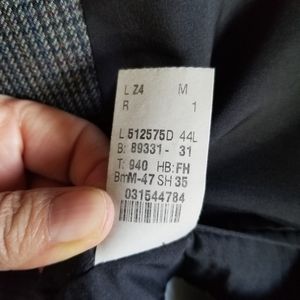 L Z4 M
R 1
L 512575D 44L
B: 89331- 31
T: 940 HB: FH
BmM-47 SH 35
031544784